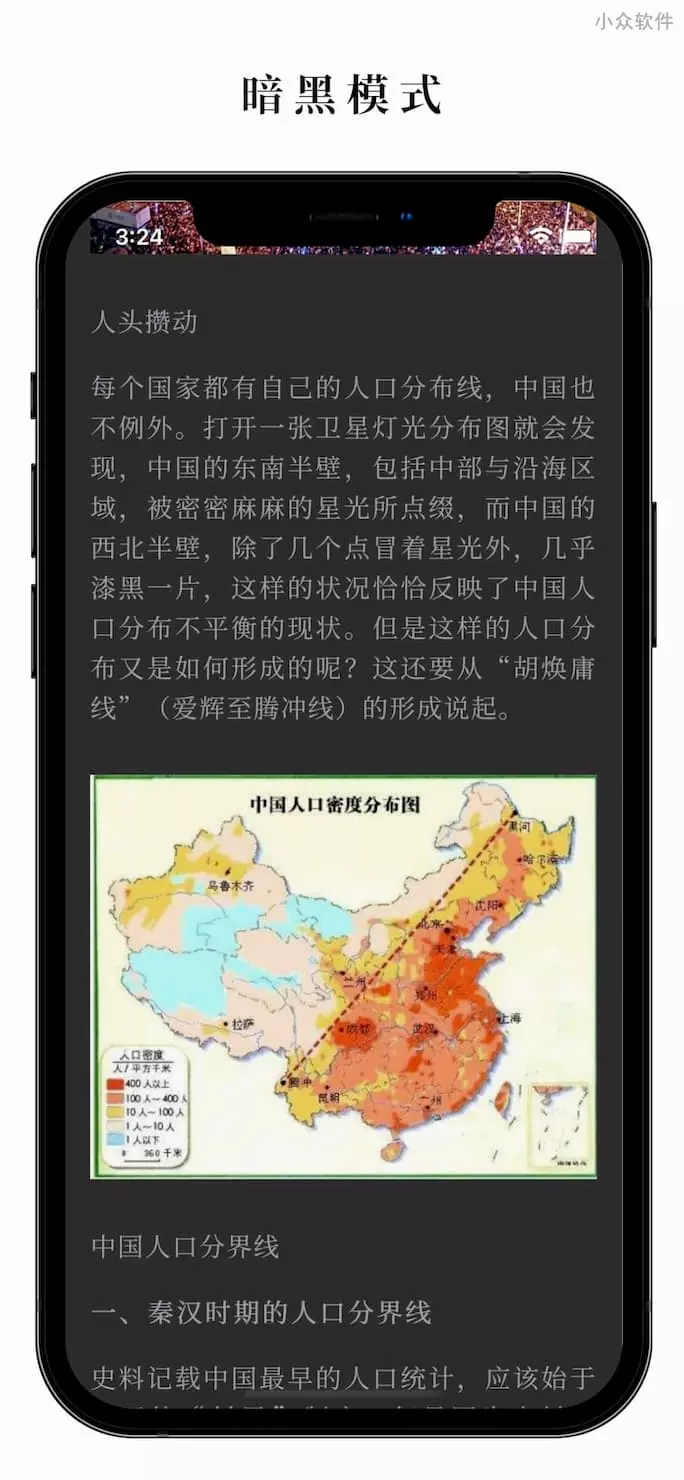 小众软件
暗黑模式
3:24
人头攒动
每个国家都有自己的人口分布线，中国也
不例外。打开一张卫星灯光分布图就会发
现，中国的东南半壁，包括中部与沿海区
域，被密密麻麻的星光所点缀，而中国的
西北半壁，除了几个点冒着星光外，几乎
漆黑一片，这样的状况恰恰反映了中国人
口分布不平衡的现状。但是这样的人口分
布又是如何形成的呢？这还要从“胡焕庸
线”（爱辉至腾冲线）的形成说起。
中国人口密度分布图
黑河
哈尔滨
乌鲁木齐
沈阳
北京
天津
兰州
郑州
拉萨
成都
武汉
上海
腾冲
昆明
广州
人口密度
人/平方千米
400人以上
100人～400人
10人～100人
1人～10人
1人以下
0 360千米
中国人口分界线
一、秦汉时期的人口分界线
史料记载中国最早的人口统计，应该始于